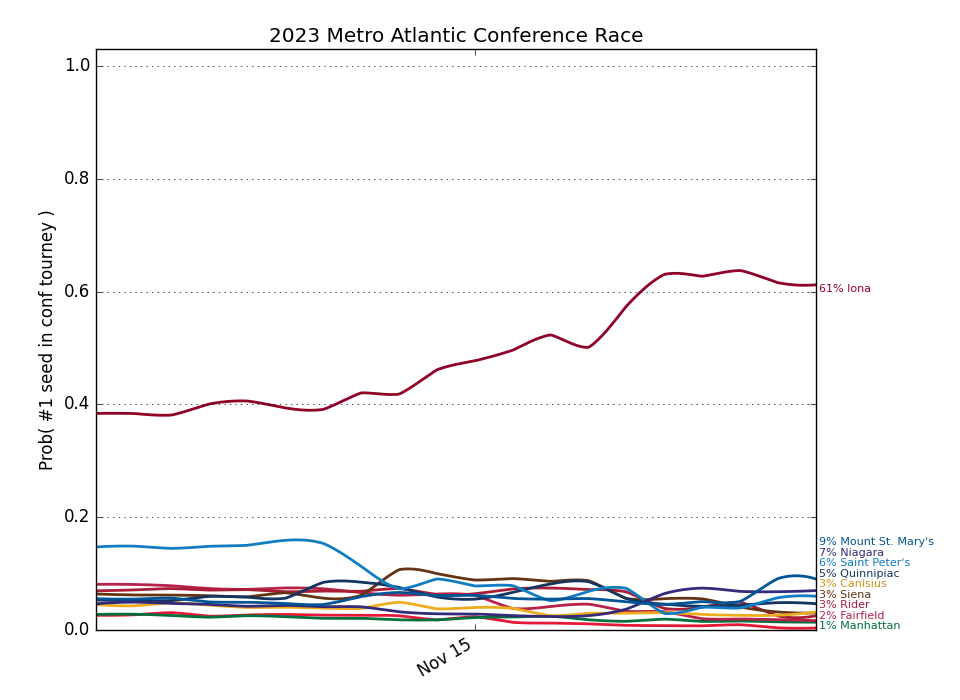 2023 Metro Atlantic Conference Race
Prob( #1 seed in conf tourney )
1.0
0.8
0.6
0.4
0.2
0.0
Nov 15
61% Iona
9% Mount St. Mary's
7% Niagara
6% Saint Peter's
5% Quinnipiac
3% Canisius
3% Siena
3% Rider
2% Fairfield
1% Manhattan